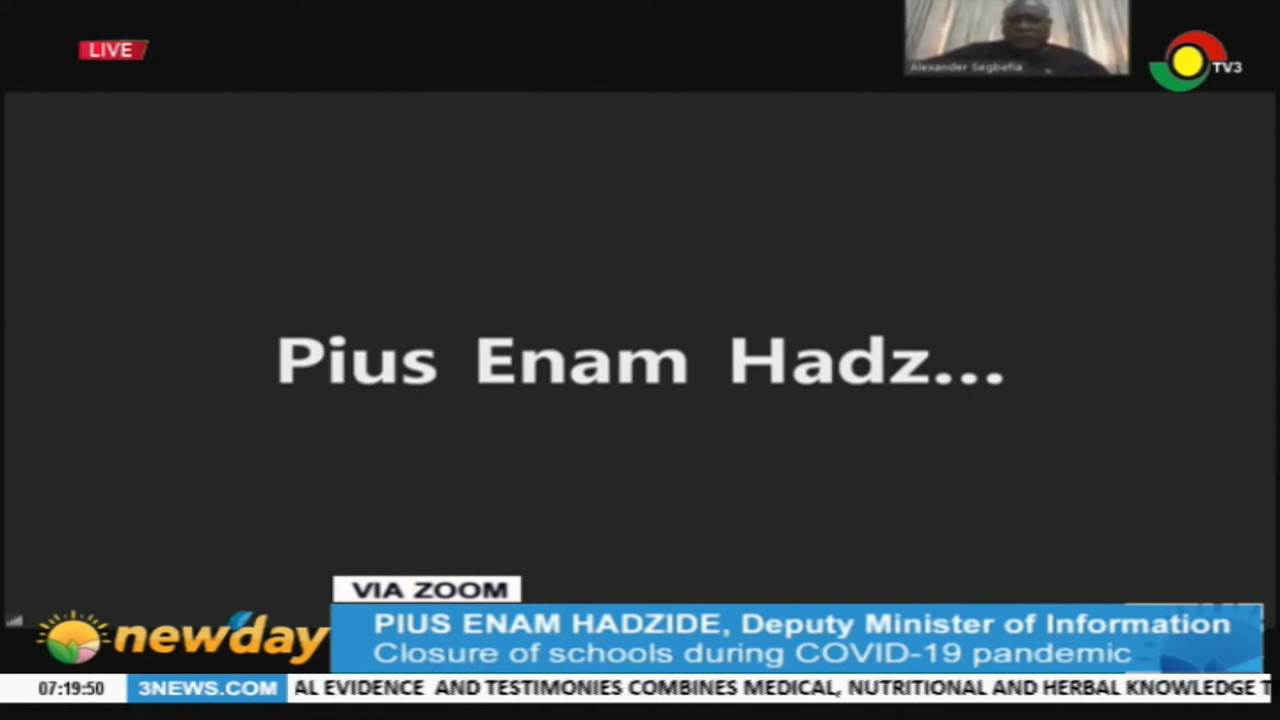 LIVE
Alexander Segbefia
TV3
Pius Enam Hadz...
VIA ZOOM
newday
PIUS ENAM HADZIDE, Deputy Minister of Information
Closure of schools during COVID-19 pandemic
07:19:50
3NEWS.COM
AL EVIDENCE AND TESTIMONIES COMBINES MEDICAL, NUTRITIONAL AND HERBAL KNOWLEDGE T